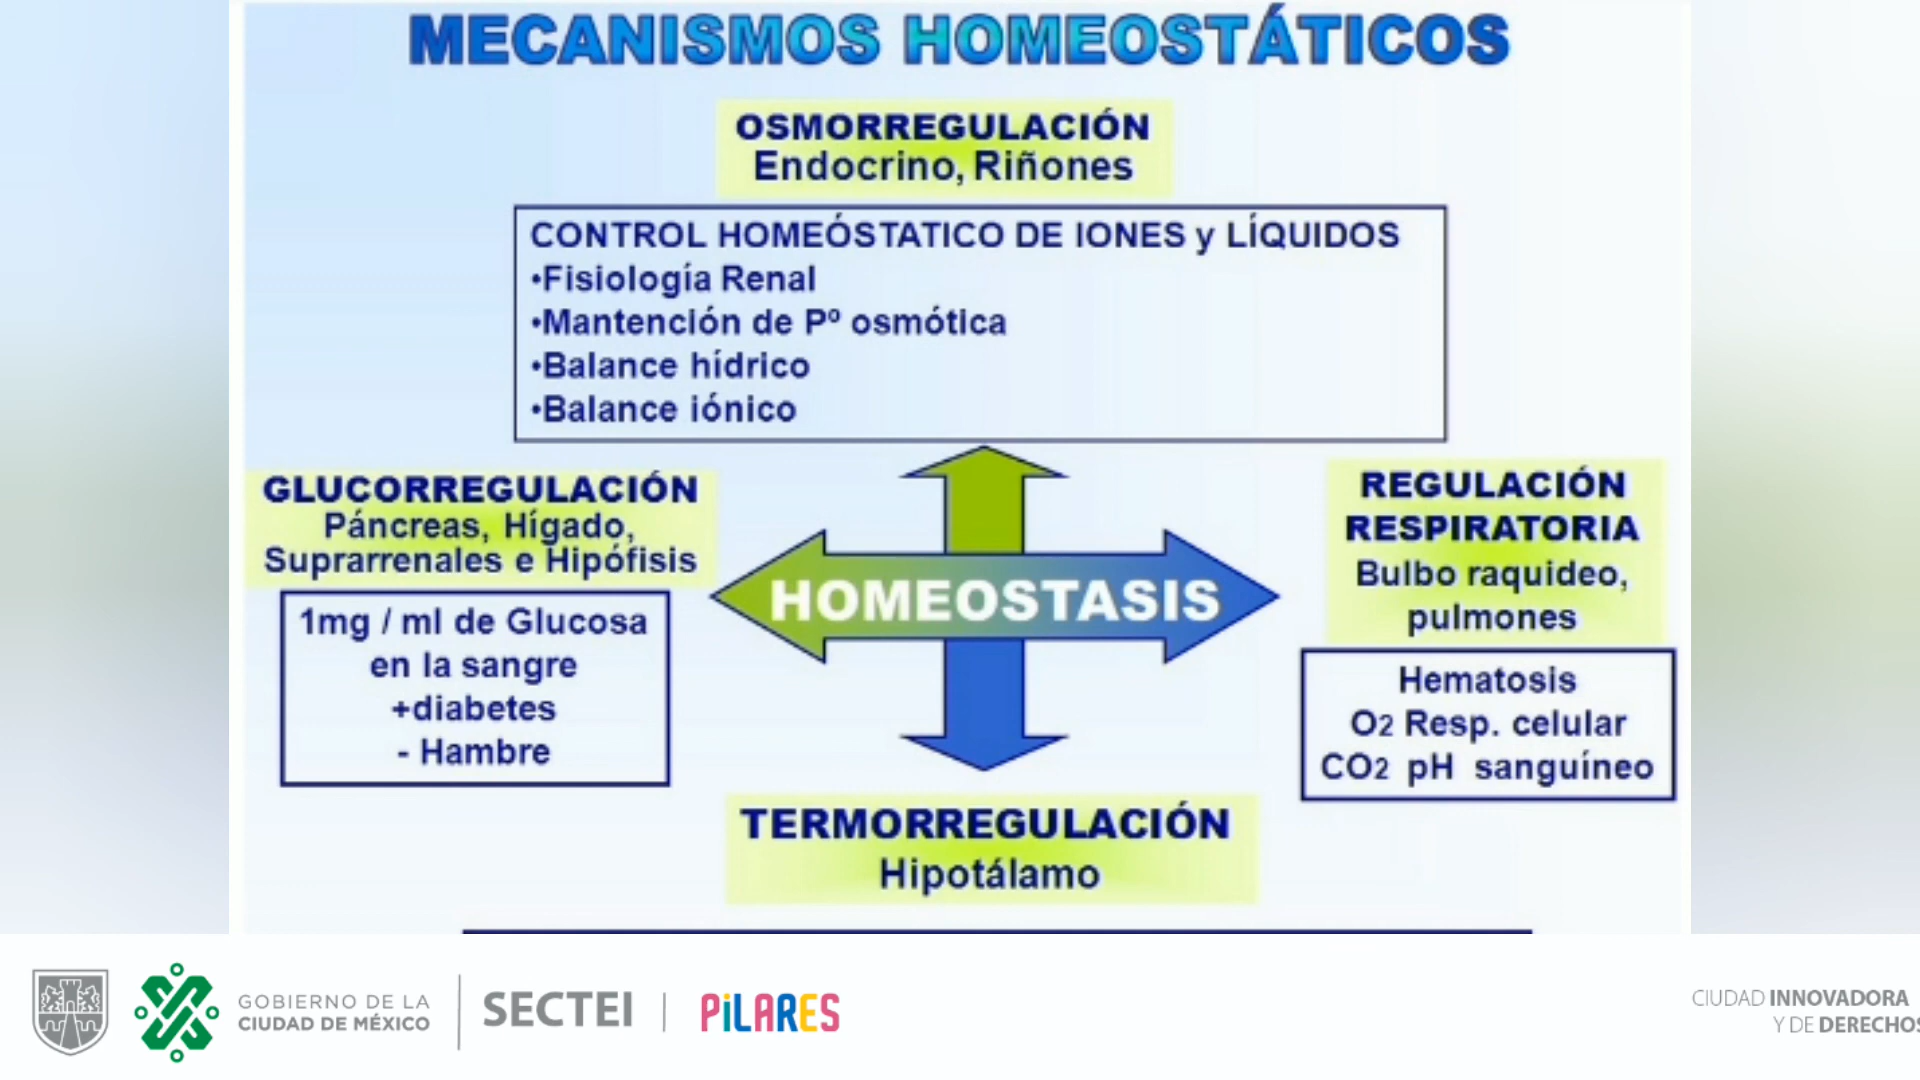 MECANISMOS HOMEOSTÁTICOS
OSMORREGULACIÓN
Endocrino, Riñones
CONTROL HOMEÓSTATICO DE IONES y LÍQUIDOS
•Fisiología Renal
•Mantención de Pº osmótica
•Balance hídrico
•Balance iónico
GLUCORREGULACIÓN
Páncreas, Hígado,
Suprarrenales e Hipófisis
1mg / ml de Glucosa
en la sangre
+diabetes
- Hambre
HOMEOSTASIS
REGULACIÓN
RESPIRATORIA
Bulbo raquideo,
pulmones
Hematosis
O2 Resp. celular
CO2 pH sanguíneo
TERMORREGULACIÓN
Hipotálamo
GOBIERNO DE LA
CIUDAD DE MÉXICO
SECTEI
PiLARES
CIUDAD INNOVADORA
Y DE DERECHOS